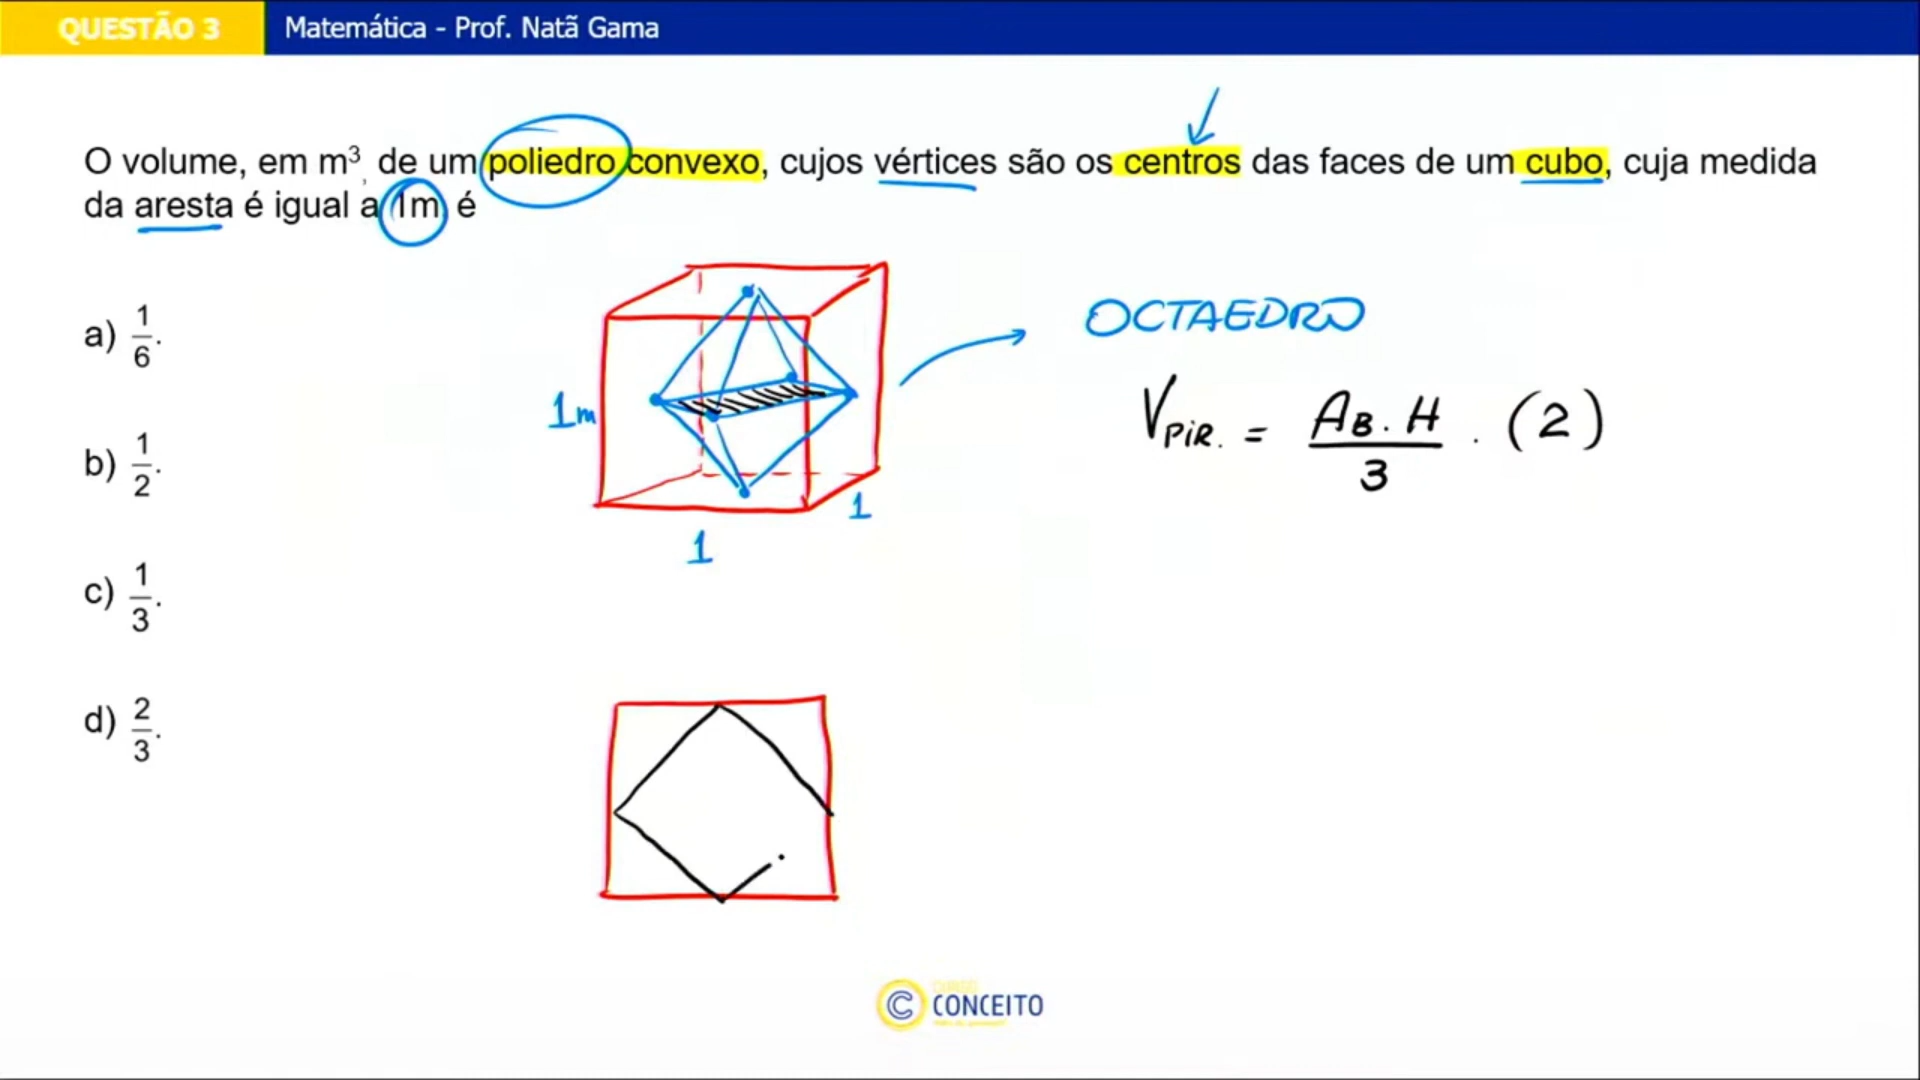 QUESTÃO 3
Matemática - Prof. Natã Gama
O volume, em m³, de um poliedro convexo, cujos vértices são os centros das faces de um cubo, cuja medida
da aresta é igual a 1m, é
a) 1/6.
b) 1/2.
c) 1/3.
d) 2/3.
1m
1
1
OCTAEDRO
VPIR. = AB . H / 3 . (2)
CONCEITO